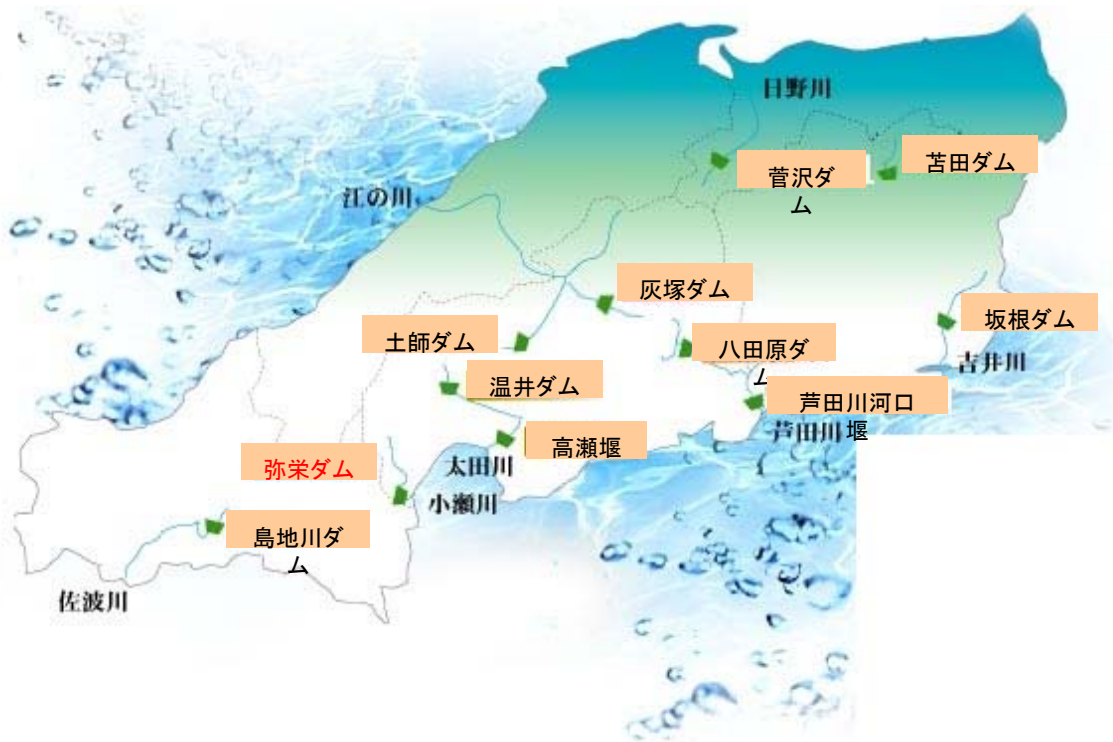 日野川
菅沢ダ
ム
苫田ダム
江の川
灰塚ダム
土師ダム
八田原ダ
ム
坂根ダム
吉井川
温井ダム
芦田川河口
堰
芦田川
高瀬堰
太田川
弥栄ダム
小瀬川
島地川ダ
ム
佐波川